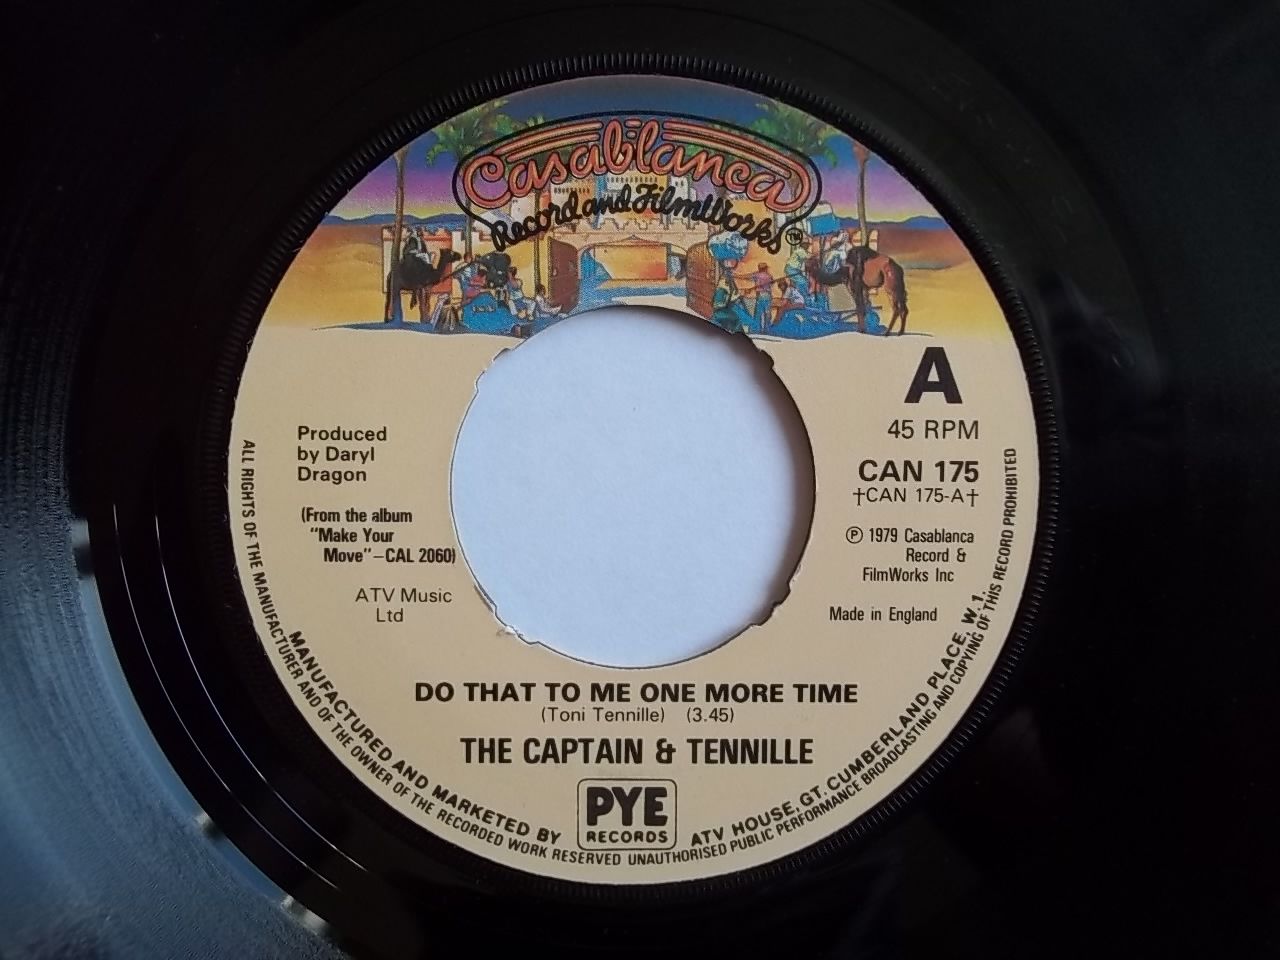 Casablanca
Record and FilmWorks™
A
45 RPM
CAN 175
†CAN 175-A†
Ⓟ 1979 Casablanca
Record &
FilmWorks Inc
Made in England
Produced
by Daryl
Dragon
(From the album
"Make Your
Move"–CAL 2060)
ATV Music
Ltd
DO THAT TO ME ONE MORE TIME
(Toni Tennille) (3.45)
THE CAPTAIN & TENNILLE
MANUFACTURED AND MARKETED BY
PYE
RECORDS
ATV HOUSE, GT. CUMBERLAND PLACE, W.1.
ALL RIGHTS OF THE MANUFACTURER AND OF THE OWNER OF THE RECORDED WORK RESERVED UNAUTHORISED PUBLIC PERFORMANCE BROADCASTING AND COPYING OF THIS RECORD PROHIBITED